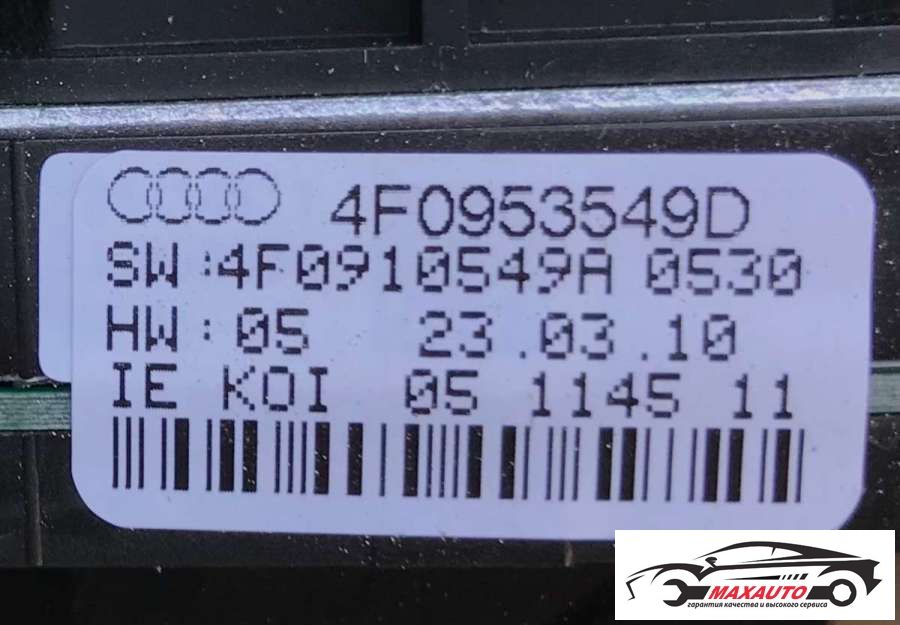 4F0953549D
SW:4F0910549A 0530
HW:05 23.03.10
IE KOI 05 1145 11
MAXAUTO
гарантия качества и высокого сервиса